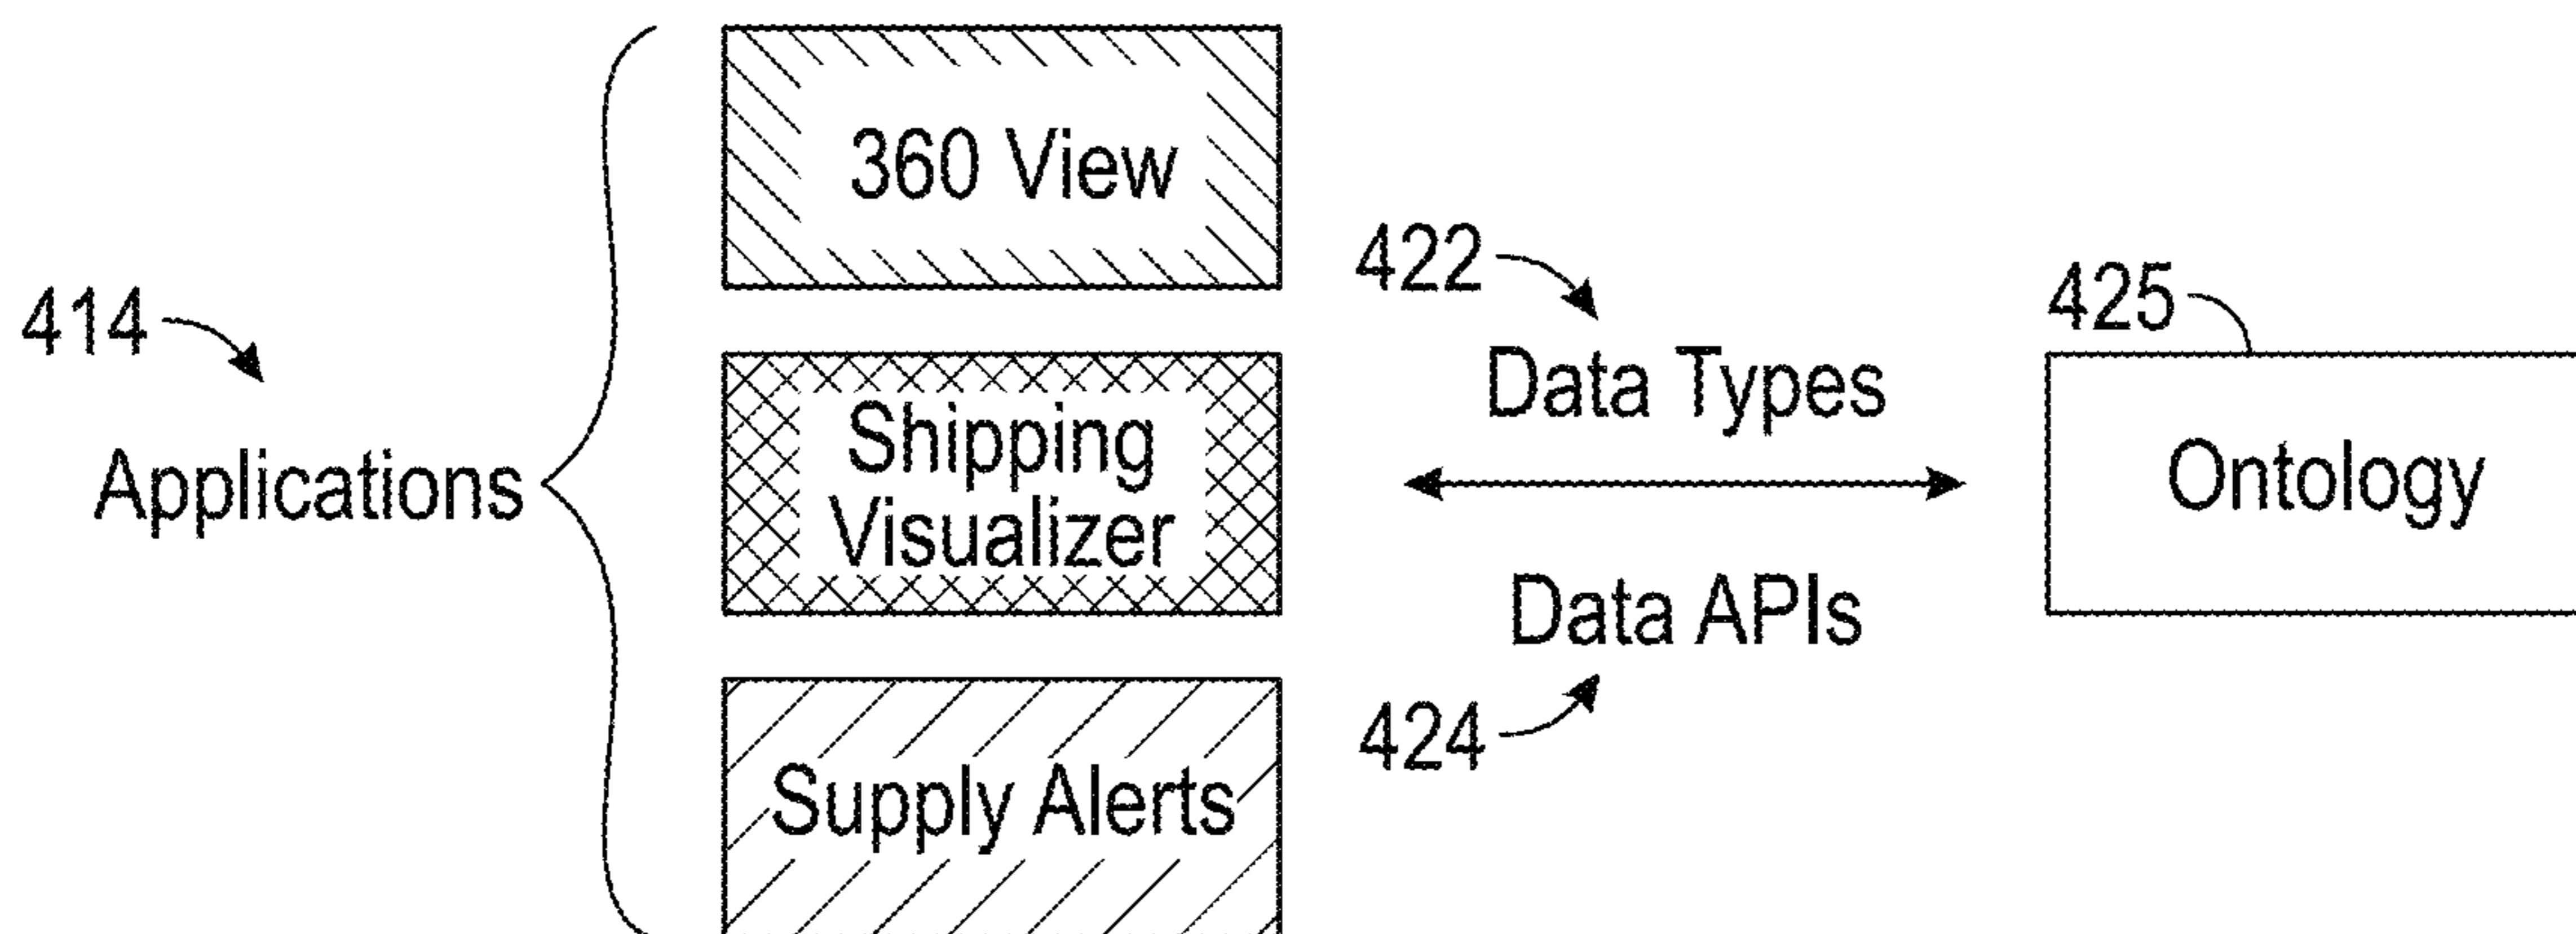 414
Applications
360 View
Shipping
Visualizer
Supply Alerts
422
Data Types
Data APIs
424
425
Ontology